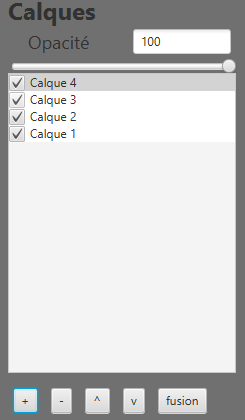 Calques
Opacité 100
Calque 4
Calque 3
Calque 2
Calque 1
+ - ^ v fusion